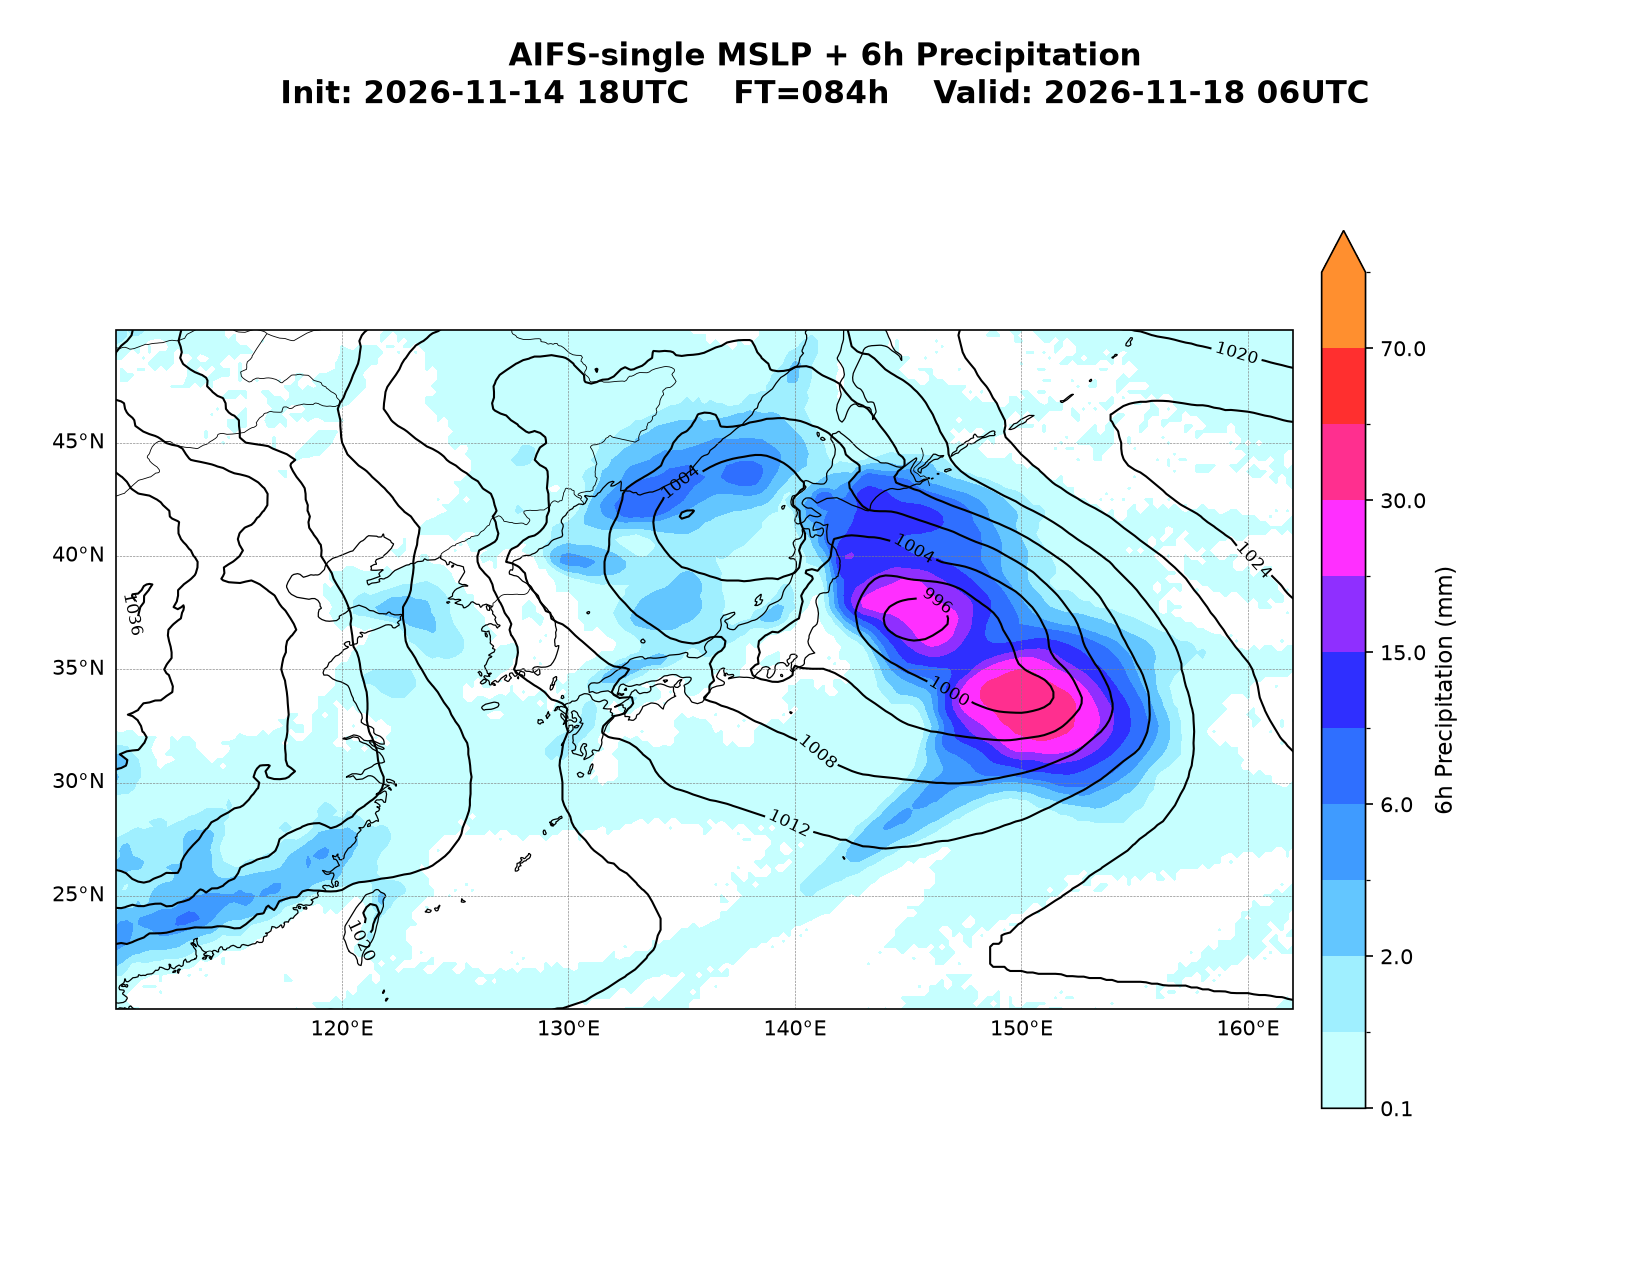 AIFS-single MSLP + 6h Precipitation
Init: 2026-11-14 18UTC    FT=084h    Valid: 2026-11-18 06UTC
1020
1004
1004
1024
996
1036
1000
1008
1012
1020
45°N
40°N
35°N
30°N
25°N
120°E
130°E
140°E
150°E
160°E
70.0
30.0
15.0
6.0
2.0
0.1
6h Precipitation (mm)